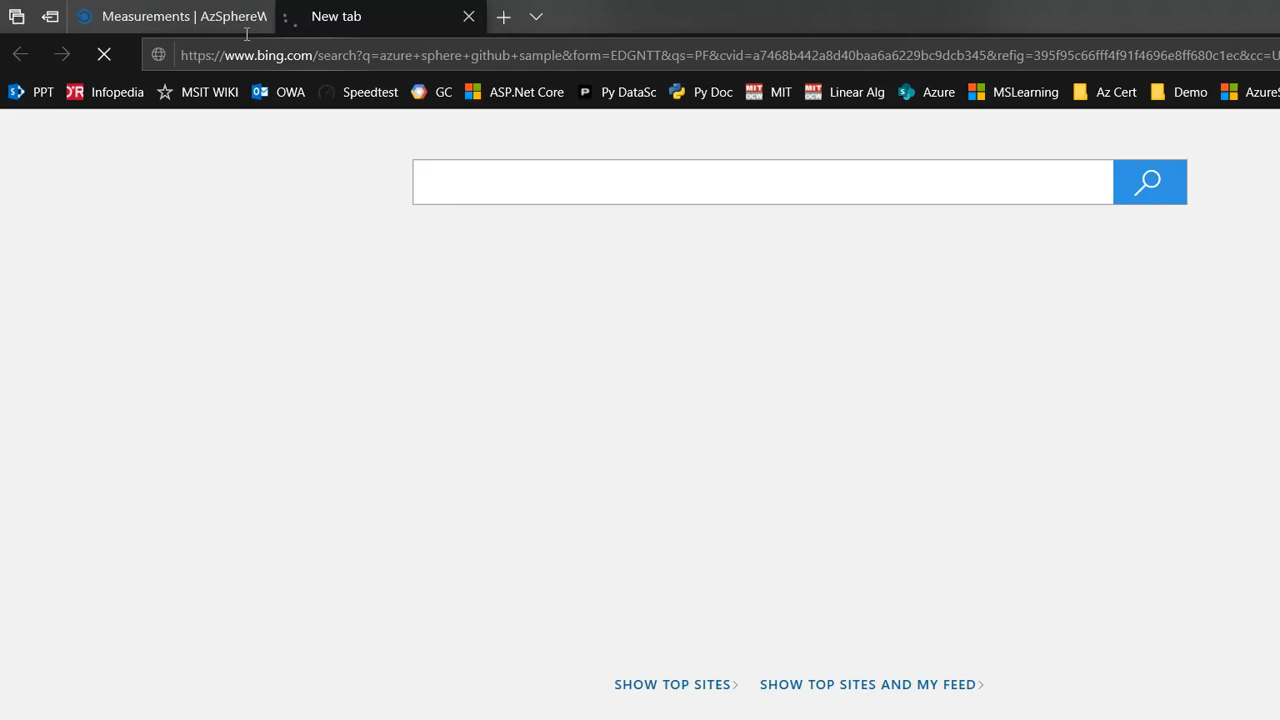 Measurements | AzSphereW
New tab
https://www.bing.com/search?q=azure+sphere+github+sample&form=EDGNTT&qs=PF&cvid=a7468b442a8d40baa6a6229bc9dcb345&refig=395f95c66fff4f91f4696e8ff680c1ec&cc=U
PPT Infopedia MSIT WIKI OWA Speedtest GC ASP.Net Core Py DataSc Py Doc MIT Linear Alg Azure MSLearning Az Cert Demo AzureS
SHOW TOP SITES SHOW TOP SITES AND MY FEED